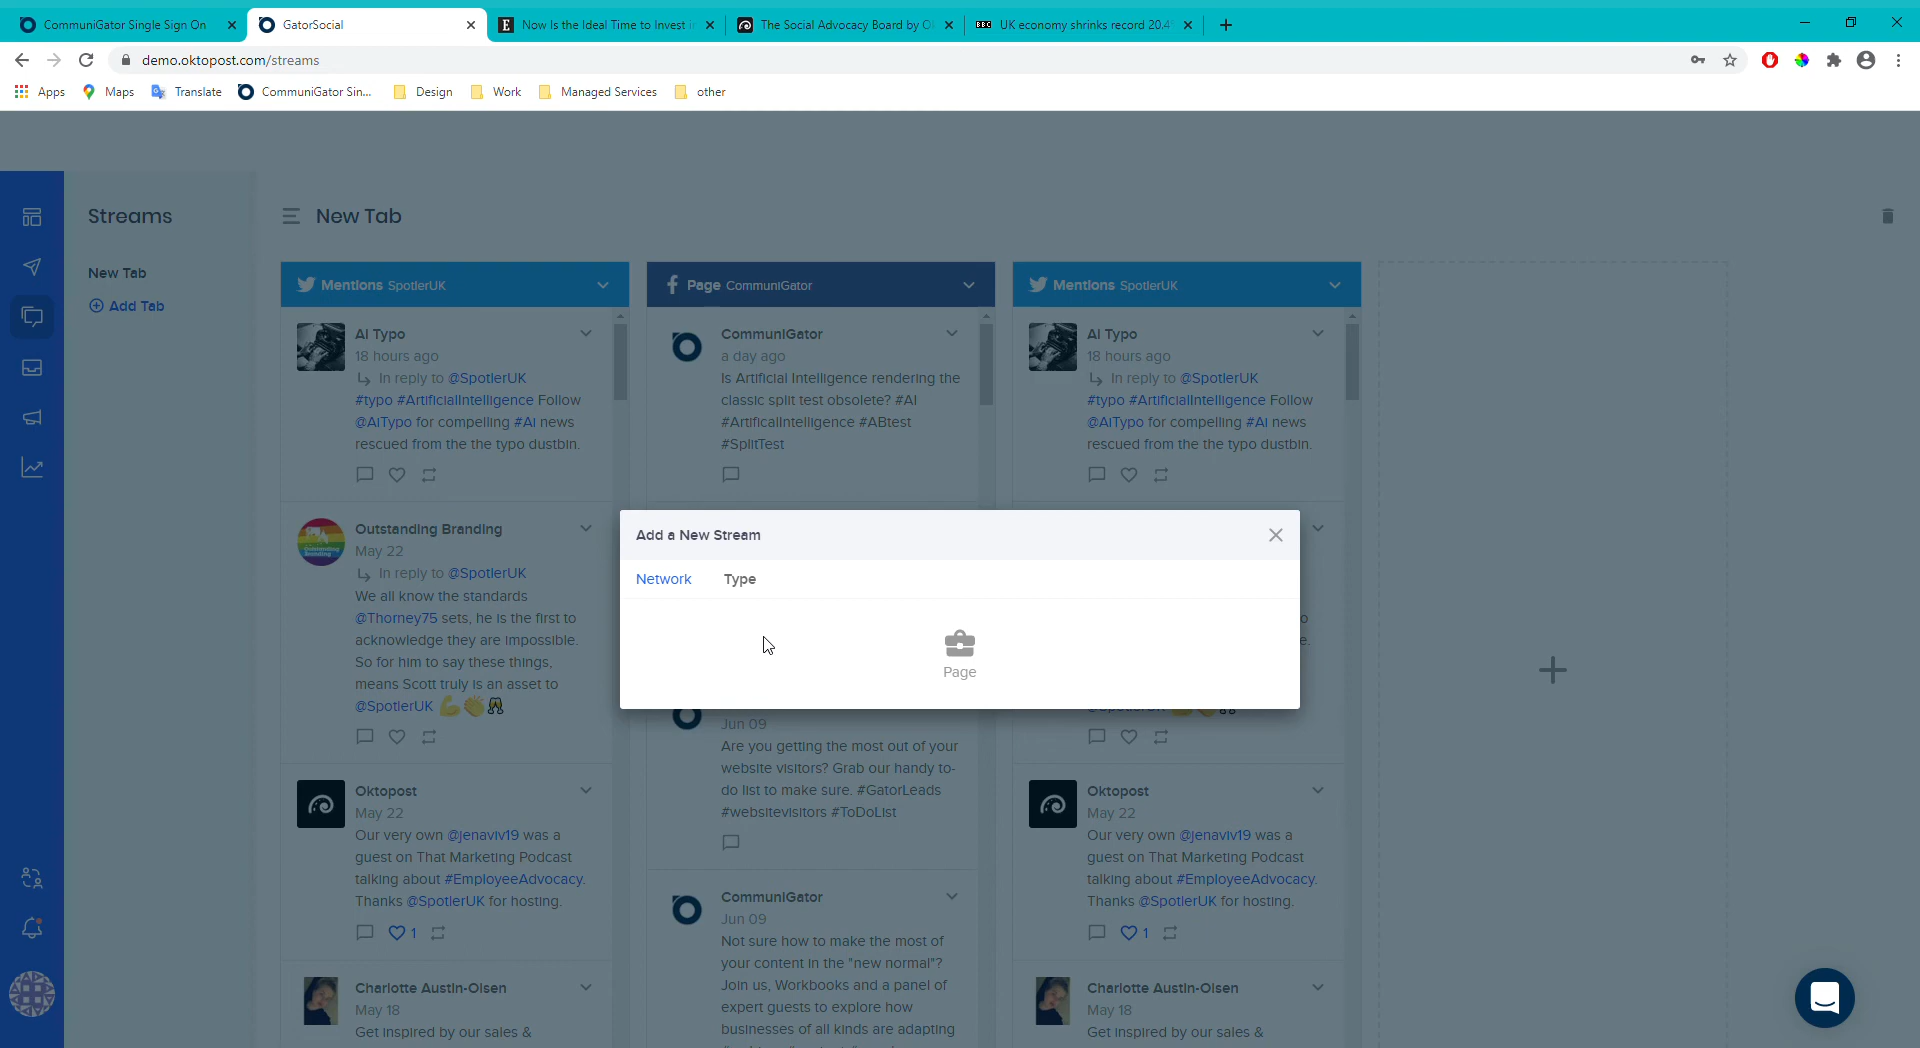 CommuniGator Single Sign On
GatorSocial
Now Is the Ideal Time to Invest i
The Social Advocacy Board by O
BBC UK economy shrinks record 20.4
demo.oktopost.com/streams
Apps
Maps
Translate
CommuniGator Sin...
Design
Work
Managed Services
other
Streams
New Tab
Add Tab
New Tab
Mentions SpotlerUK
AI Typo
18 hours ago
In reply to @SpotlerUK
#typo #ArtificialIntelligence Follow
@AITypo for compelling #AI news
rescued from the the typo dustbin.
Outstanding Branding
May 22
In reply to @SpotlerUK
We all know the standards
@Thorney75 sets, he is the first to
acknowledge they are impossible.
So for him to say these things,
means Scott truly is an asset to
@SpotlerUK 💪👏🥂
Oktopost
May 22
Our very own @jenaviv19 was a
guest on That Marketing Podcast
talking about #EmployeeAdvocacy.
Thanks @SpotlerUK for hosting.
1
Charlotte Austin-Olsen
May 18
Get inspired by our sales &
Page CommuniGator
CommuniGator
a day ago
Is Artificial Intelligence rendering the
classic split test obsolete? #AI
#ArtificalIntelligence #ABtest
#SplitTest
Jun 09
Are you getting the most out of your
website visitors? Grab our handy to-
do list to make sure. #GatorLeads
#websitevisitors #ToDoList
CommuniGator
Jun 09
Not sure how to make the most of
your content in the "new normal"?
Join us, Workbooks and a panel of
expert guests to explore how
businesses of all kinds are adapting
Mentions SpotlerUK
AI Typo
18 hours ago
In reply to @SpotlerUK
#typo #ArtificialIntelligence Follow
@AITypo for compelling #AI news
rescued from the the typo dustbin.
Oktopost
May 22
Our very own @jenaviv19 was a
guest on That Marketing Podcast
talking about #EmployeeAdvocacy.
Thanks @SpotlerUK for hosting.
1
Charlotte Austin-Olsen
May 18
Get inspired by our sales &
Add a New Stream
Network
Type
Page